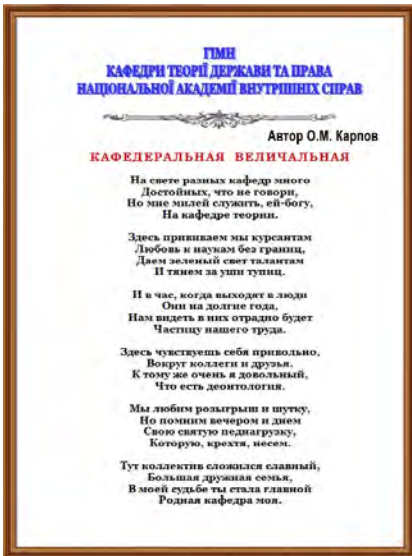 ГІМН
КАФЕДРИ ТЕОРІЇ ДЕРЖАВИ ТА ПРАВА
НАЦІОНАЛЬНОЇ АКАДЕМІЇ ВНУТРІШНІХ СПРАВ
Автор О.М. Карпов
КАФЕДЕРАЛЬНАЯ ВЕЛИЧАЛЬНАЯ
На свете разных кафедр много
Достойных, что не говори,
Но мне милей служить, ей-богу,
На кафедре теории.
Здесь прививаем мы курсантам
Любовь к наукам без границ,
Даем зеленый свет талантам
И тянем за уши тупиц.
И в час, когда выходят в люди
Они на долгие года,
Нам видеть в них отрадно будет
Частицу нашего труда.
Здесь чувствуешь себя привольно,
Вокруг коллеги и друзья.
К тому же очень я довольный,
Что есть деонтология.
Мы любим розыгрыш и шутку,
Но помним вечером и днем
Свою святую педнагрузку,
Которую, крехтя, несем.
Тут коллектив сложился славный,
Большая дружная семья,
В моей судьбе ты стала главной
Родная кафедра моя.